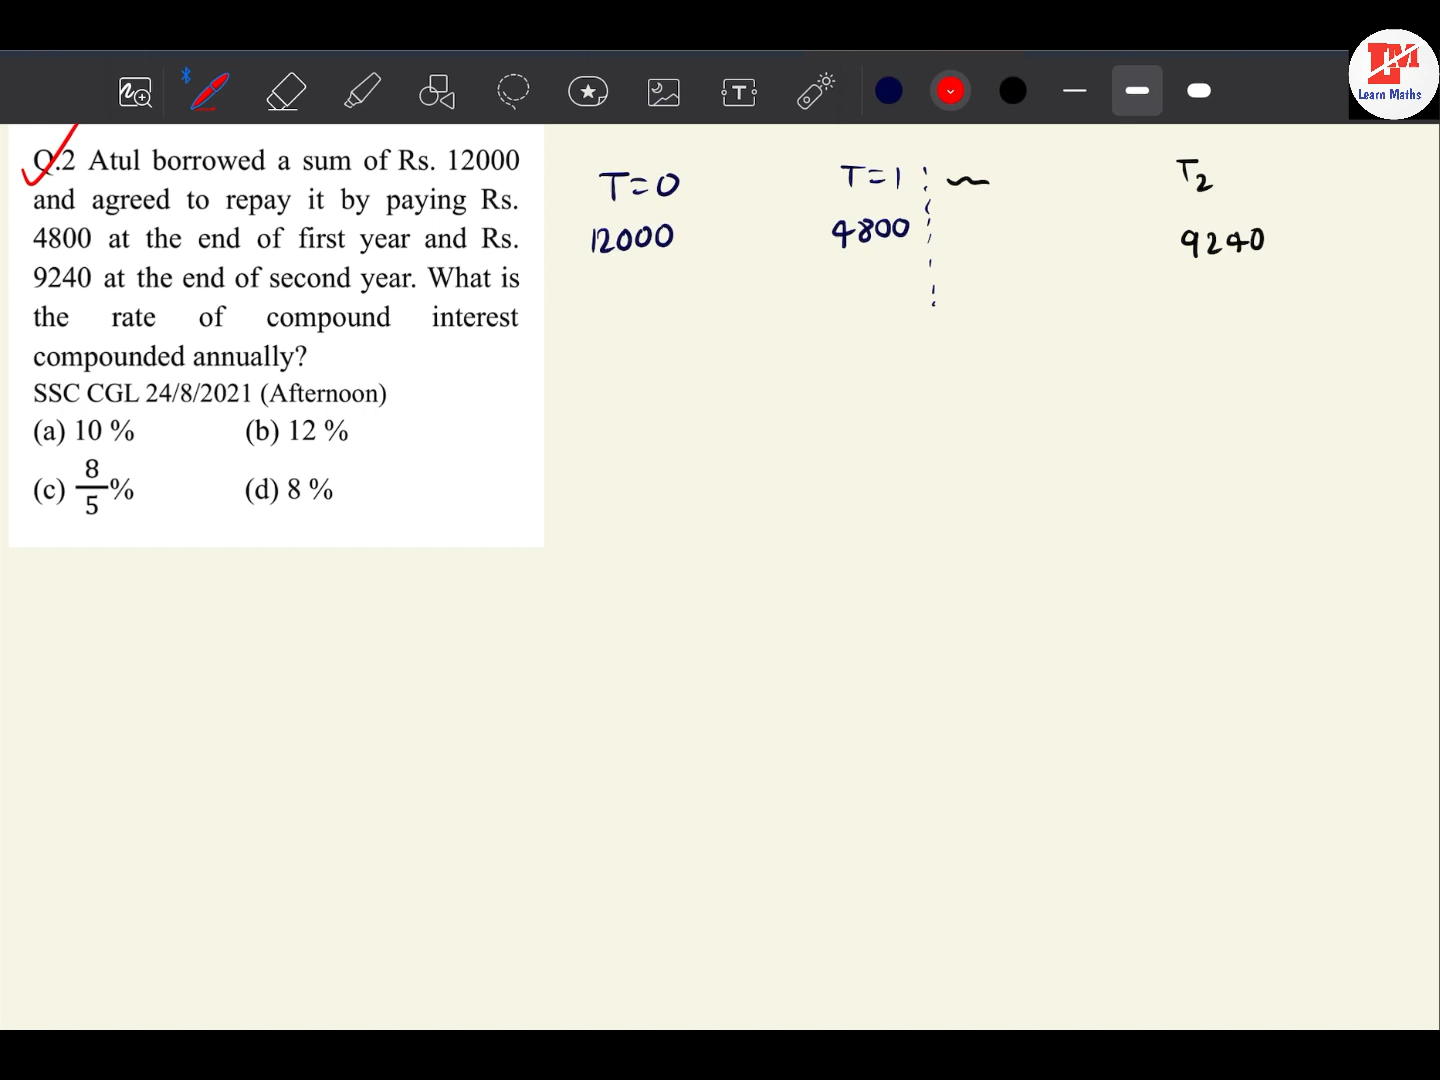 LM
Learn Maths
T
Q.2 Atul borrowed a sum of Rs. 12000
and agreed to repay it by paying Rs.
4800 at the end of first year and Rs.
9240 at the end of second year. What is
the rate of compound interest
compounded annually?
SSC CGL 24/8/2021 (Afternoon)
(a) 10 % (b) 12 %
(c) 8/5 % (d) 8 %
T=0 T=1 T2
12000 4800 9240